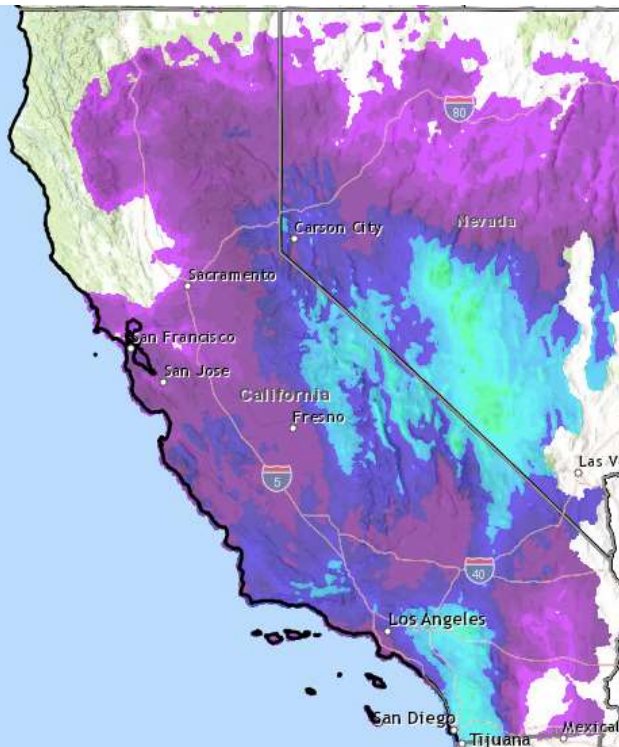 80
Nevada
Carson City
Sacramento
San Francisco
San Jose
California
Fresno
5
Las V
40
Los Angeles
San Diego
Tijuana
Mexical